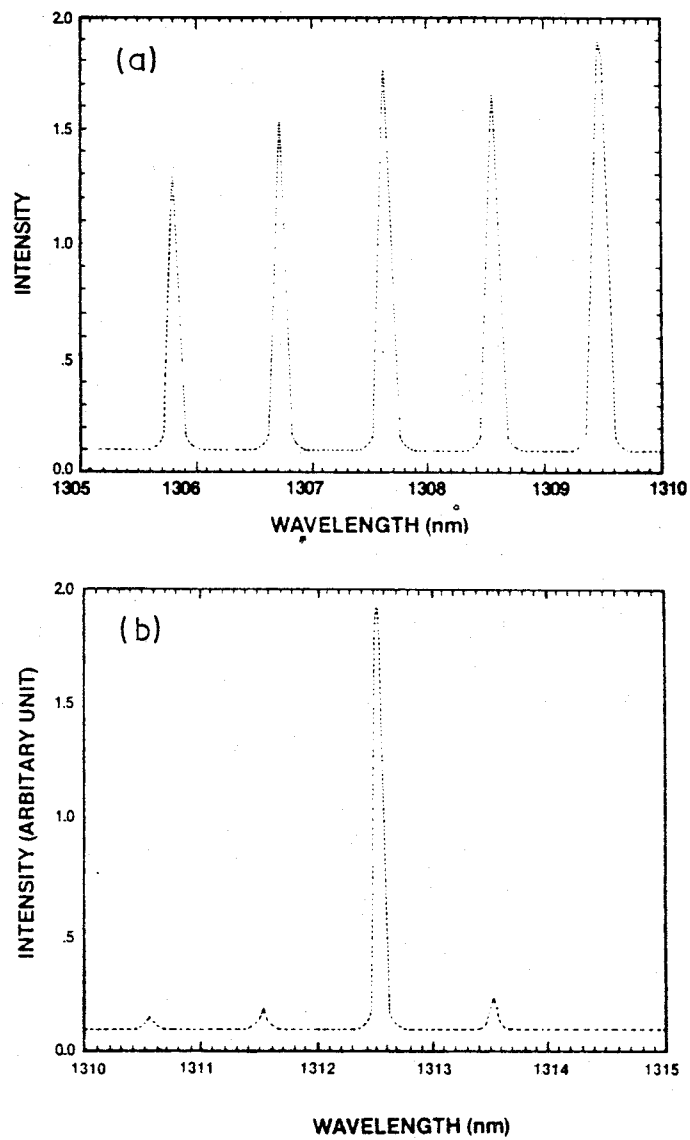 2.0
(a)
1.5
1.0
.5
0.0
INTENSITY
1305 1306 1307 1308 1309 1310
WAVELENGTH (nm)
2.0
(b)
1.5
1.0
.5
0.0
INTENSITY (ARBITARY UNIT)
1310 1311 1312 1313 1314 1315
WAVELENGTH (nm)